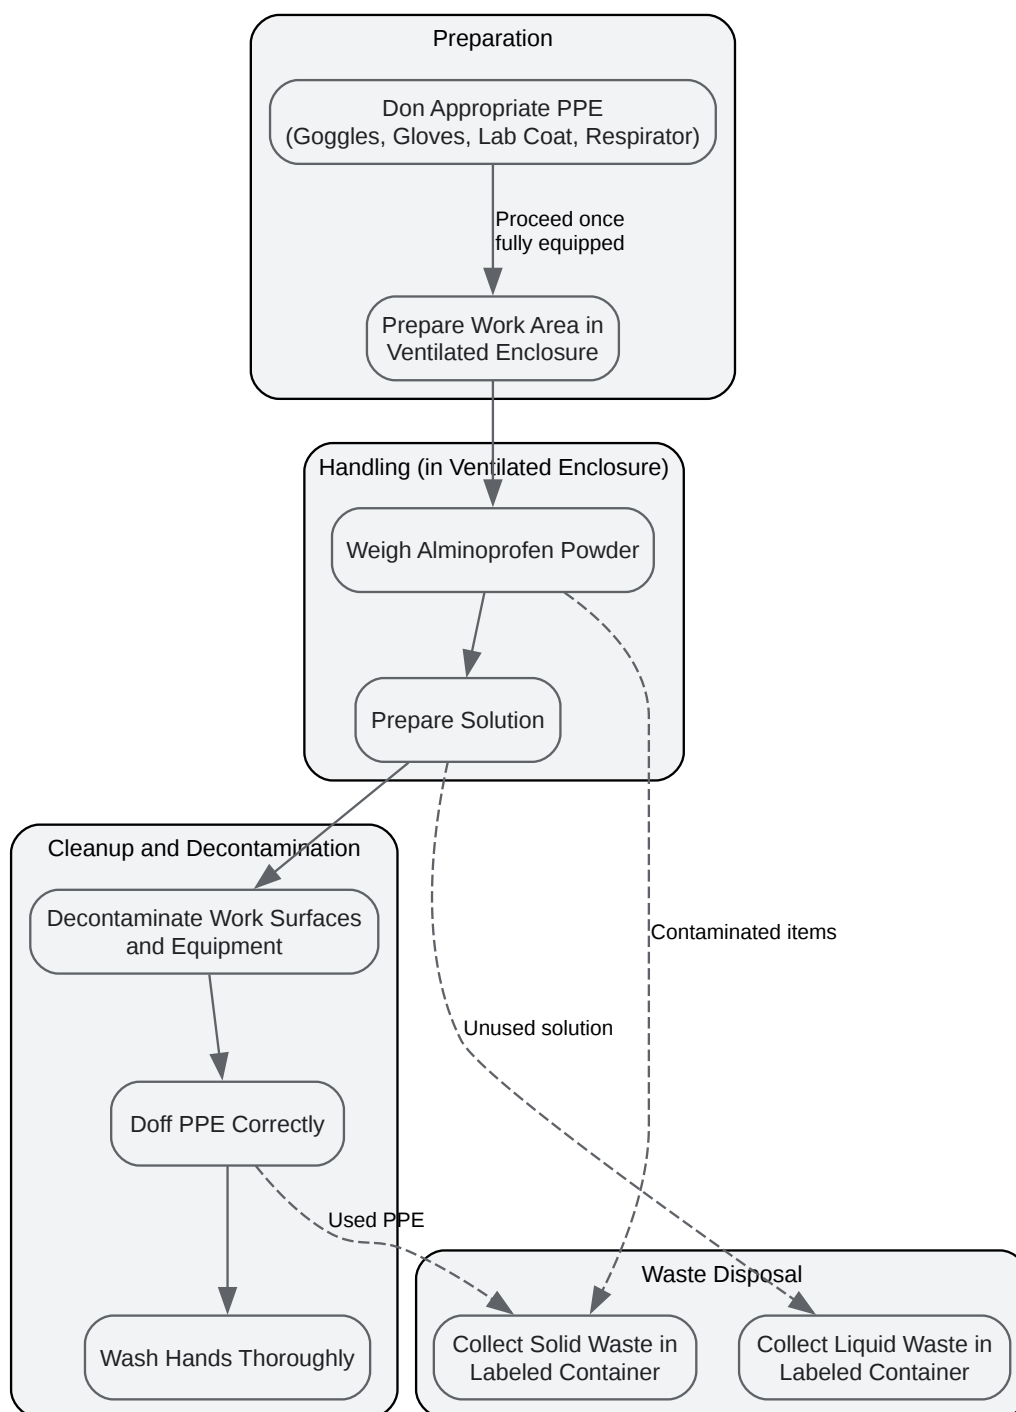 Preparation
Don Appropriate PPE
(Goggles, Gloves, Lab Coat, Respirator)
Proceed once
fully equipped
Prepare Work Area in
Ventilated Enclosure
Handling (in Ventilated Enclosure)
Weigh Alminoprofen Powder
Prepare Solution
Cleanup and Decontamination
Decontaminate Work Surfaces
and Equipment
Contaminated items
Unused solution
Doff PPE Correctly
Used PPE
Waste Disposal
Wash Hands Thoroughly
Collect Solid Waste in
Labeled Container
Collect Liquid Waste in
Labeled Container